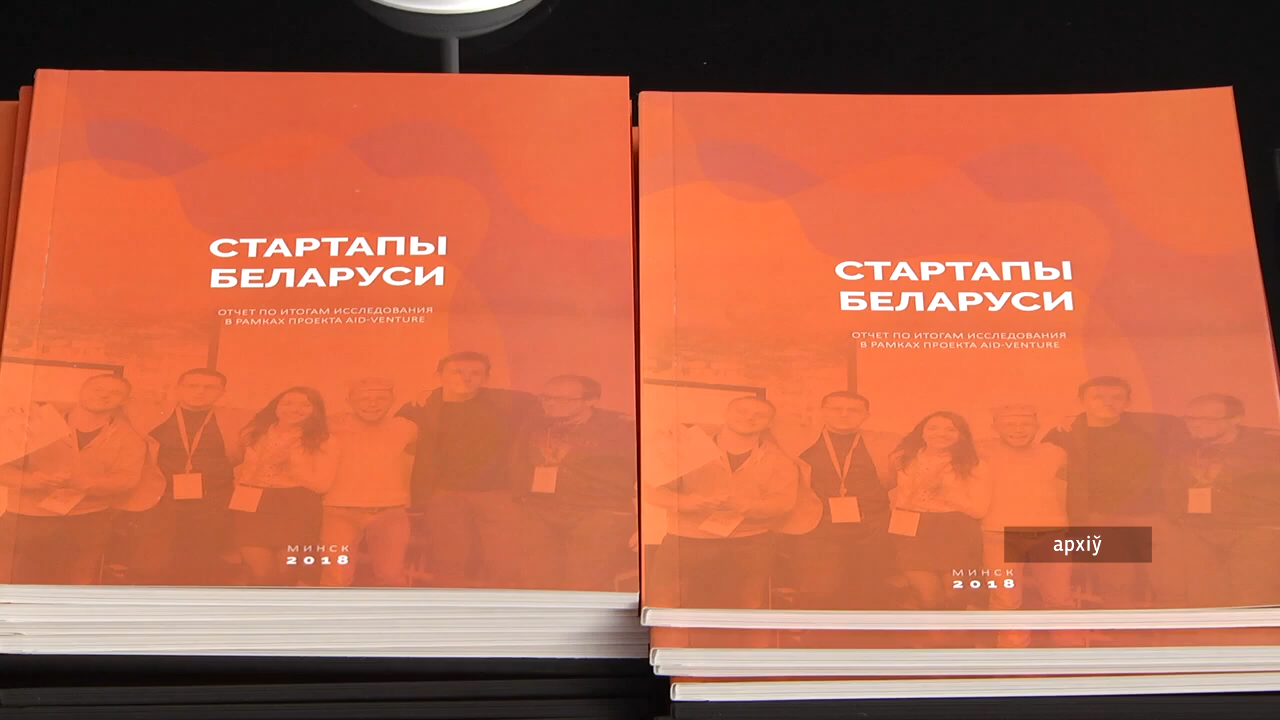 СТАРТАПЫ
БЕЛАРУСИ
ОТЧЕТ ПО ИТОГАМ ИССЛЕДОВАНИЯ
В РАМКАХ ПРОЕКТА AID-VENTURE
МИНСК
2018
СТАРТАПЫ
БЕЛАРУСИ
ОТЧЕТ ПО ИТОГАМ ИССЛЕДОВАНИЯ
В РАМКАХ ПРОЕКТА AID-VENTURE
архіў
МИНСК
2018